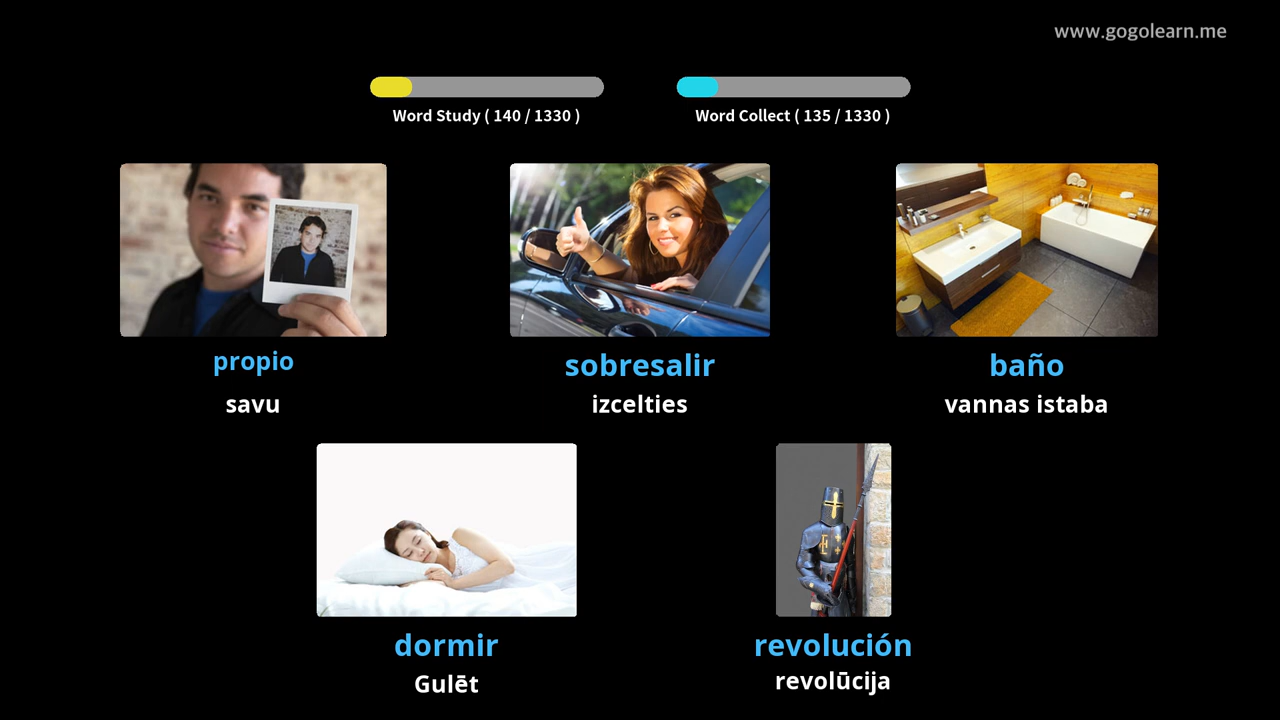 www.gogolearn.me
Word Study ( 140 / 1330 )
Word Collect ( 135 / 1330 )
propio
savu
sobresalir
izcelties
baño
vannas istaba
dormir
Gulēt
revolución
revolūcija